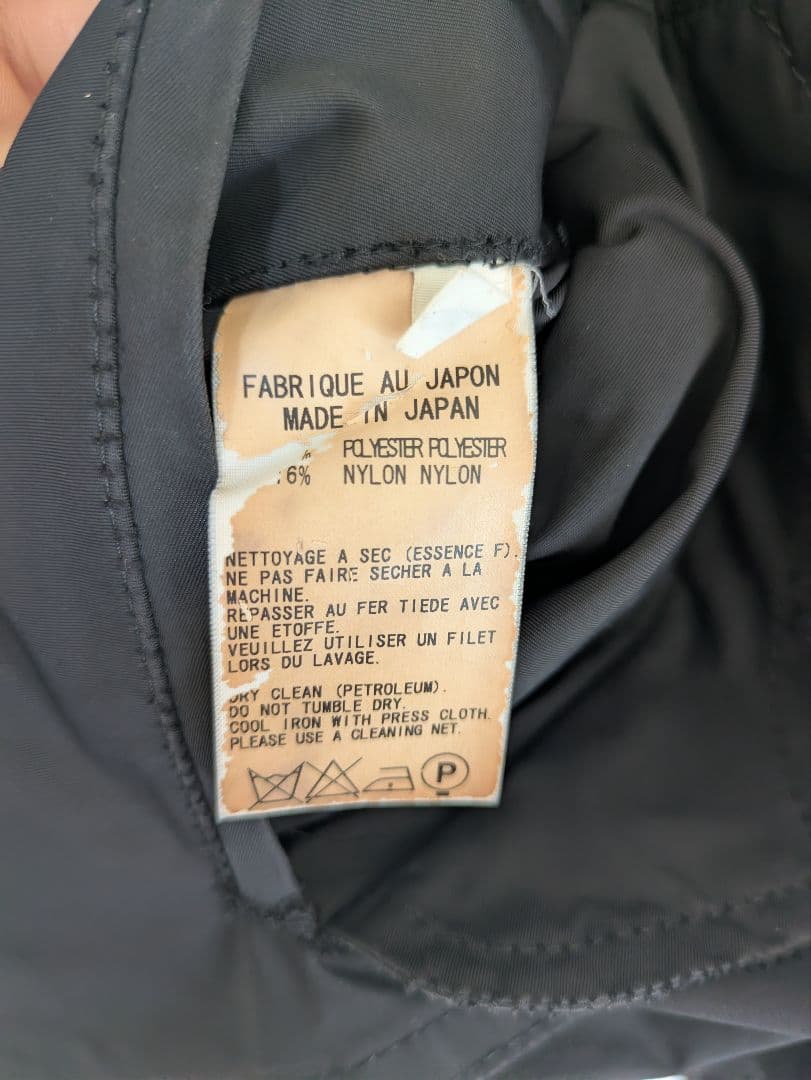 FABRIQUE AU JAPON
MADE IN JAPAN
% POLYESTER POLYESTER
6% NYLON NYLON
NETTOYAGE A SEC (ESSENCE F).
NE PAS FAIRE SECHER A LA
MACHINE.
REPASSER AU FER TIEDE AVEC
UNE ETOFFE.
VEUILLEZ UTILISER UN FILET
LORS DU LAVAGE.
DRY CLEAN (PETROLEUM).
DO NOT TUMBLE DRY.
COOL IRON WITH PRESS CLOTH.
PLEASE USE A CLEANING NET.
P